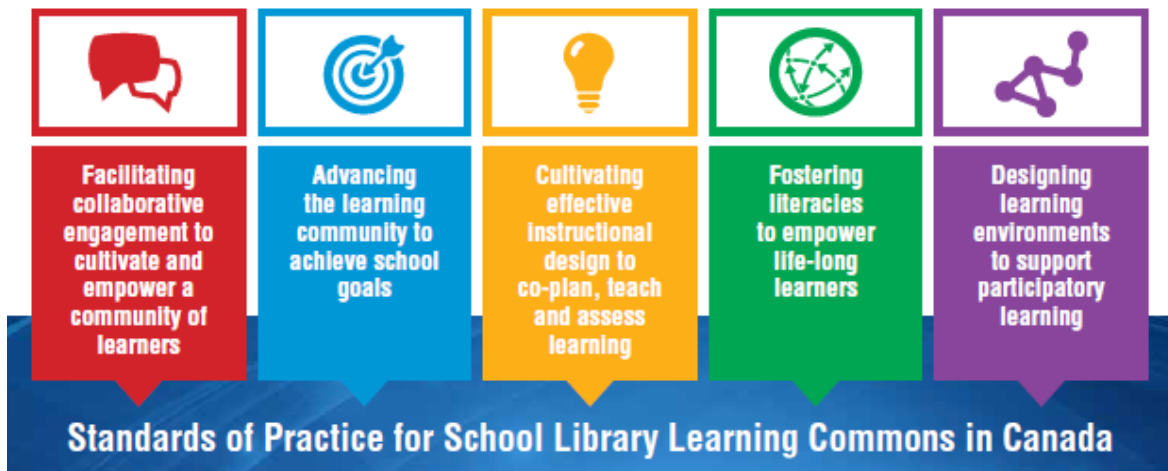 Facilitating
collaborative
engagement to
cultivate and
empower a
community of
learners
Advancing
the learning
community to
achieve school
goals
Cultivating
effective
instructional
design to
co-plan, teach
and assess
learning
Fostering
literacies
to empower
life-long
learners
Designing
learning
environments
to support
participatory
learning
Standards of Practice for School Library Learning Commons in Canada